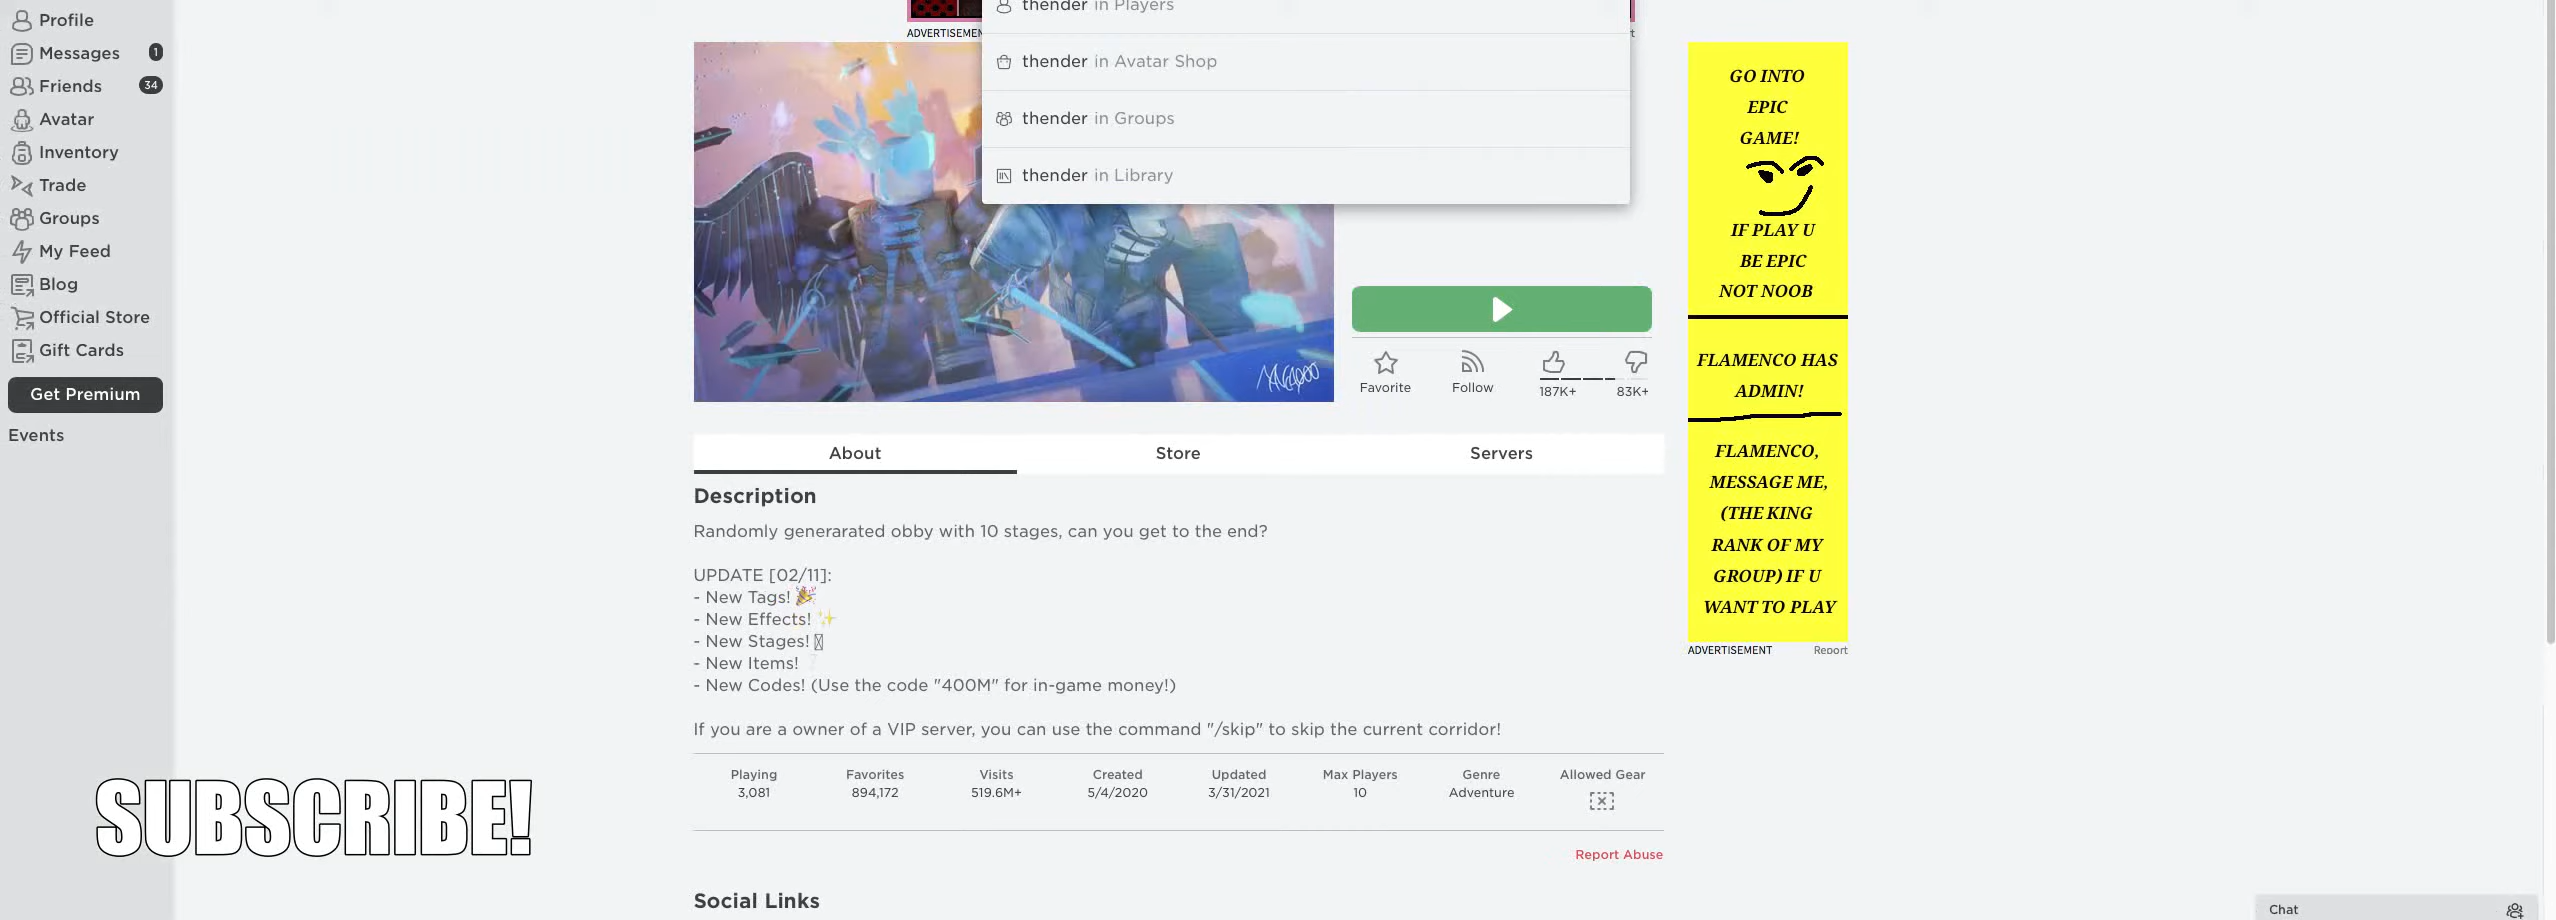 Profile
Messages 1
Friends 34
Avatar
Inventory
Trade
Groups
My Feed
Blog
Official Store
Gift Cards
Get Premium
Events
thender in Players
thender in Avatar Shop
thender in Groups
thender in Library
ADVERTISEMEN
Favorite
Follow
187K+
83K+
About
Store
Servers
Description
Randomly generarated obby with 10 stages, can you get to the end?
UPDATE [02/11]:
- New Tags! 🎉
- New Effects! ✨
- New Stages!
- New Items!
- New Codes! (Use the code "400M" for in-game money!)
If you are a owner of a VIP server, you can use the command "/skip" to skip the current corridor!
Playing
3,081
Favorites
894,172
Visits
519.6M+
Created
5/4/2020
Updated
3/31/2021
Max Players
10
Genre
Adventure
Allowed Gear
Report Abuse
Social Links
GO INTO
EPIC
GAME!
IF PLAY U
BE EPIC
NOT NOOB
FLAMENCO HAS
ADMIN!
FLAMENCO,
MESSAGE ME,
(THE KING
RANK OF MY
GROUP) IF U
WANT TO PLAY
ADVERTISEMENT
Report
SUBSCRIBE!
Chat